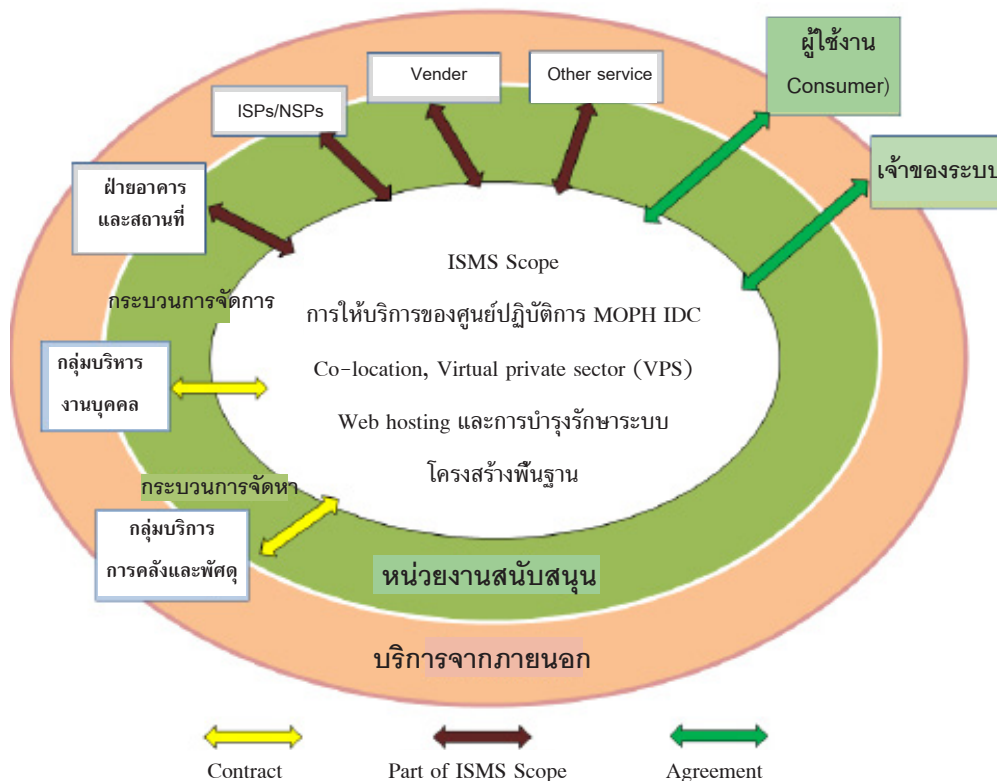 ผู้ใช้งาน
Consumer)
Vender
Other service
ISPs/NSPs
เจ้าของระบบ
ฝ่ายอาคาร
และสถานที่
ISMS Scope
การให้บริการของศูนย์ปฏิบัติการ MOPH IDC
Co-location, Virtual private sector (VPS)
Web hosting และการบำรุงรักษาระบบ
โครงสร้างพื้นฐาน
กระบวนการจัดการ
กลุ่มบริหาร
งานบุคคล
กระบวนการจัดหา
กลุ่มบริการ
การคลังและพัสดุ
หน่วยงานสนับสนุน
บริการจากภายนอก
Contract
Part of ISMS Scope
Agreement